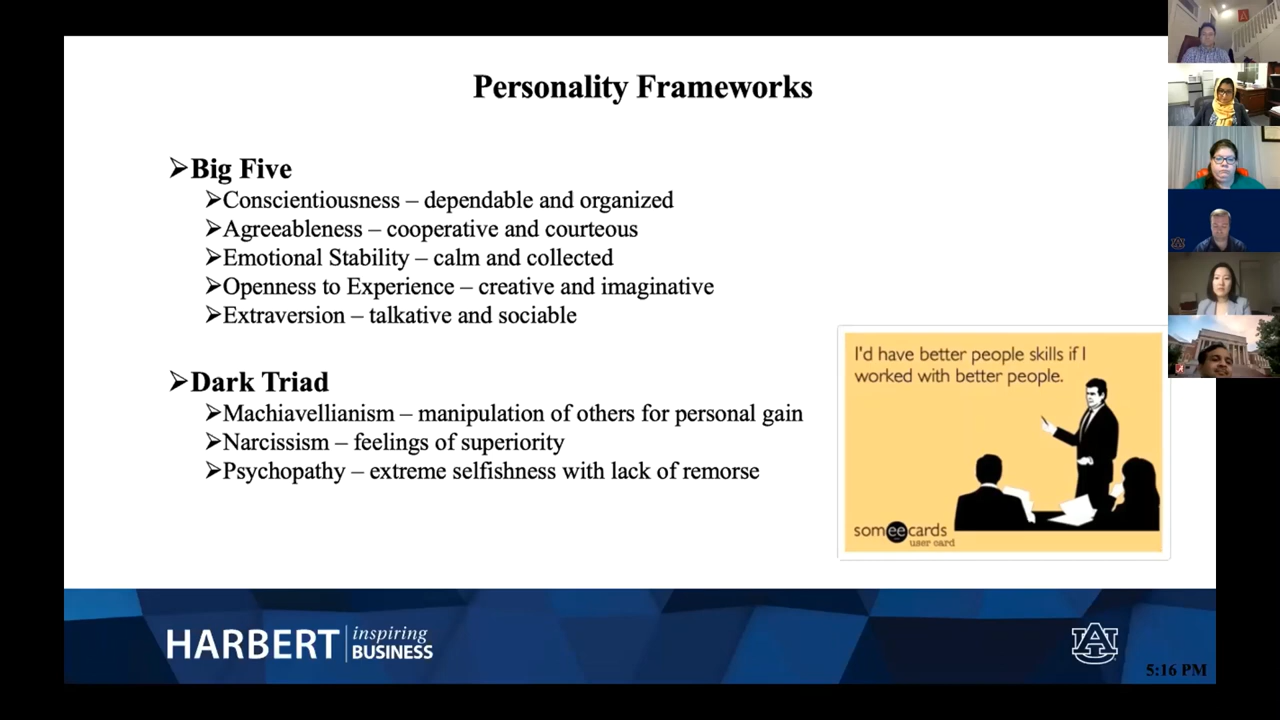 Personality Frameworks
➢Big Five
➢Conscientiousness – dependable and organized
➢Agreeableness – cooperative and courteous
➢Emotional Stability – calm and collected
➢Openness to Experience – creative and imaginative
➢Extraversion – talkative and sociable
➢Dark Triad
➢Machiavellianism – manipulation of others for personal gain
➢Narcissism – feelings of superiority
➢Psychopathy – extreme selfishness with lack of remorse
I'd have better people skills if I
worked with better people.
somee cards
user card
HARBERT
inspiring
BUSINESS
AU
5:16 PM